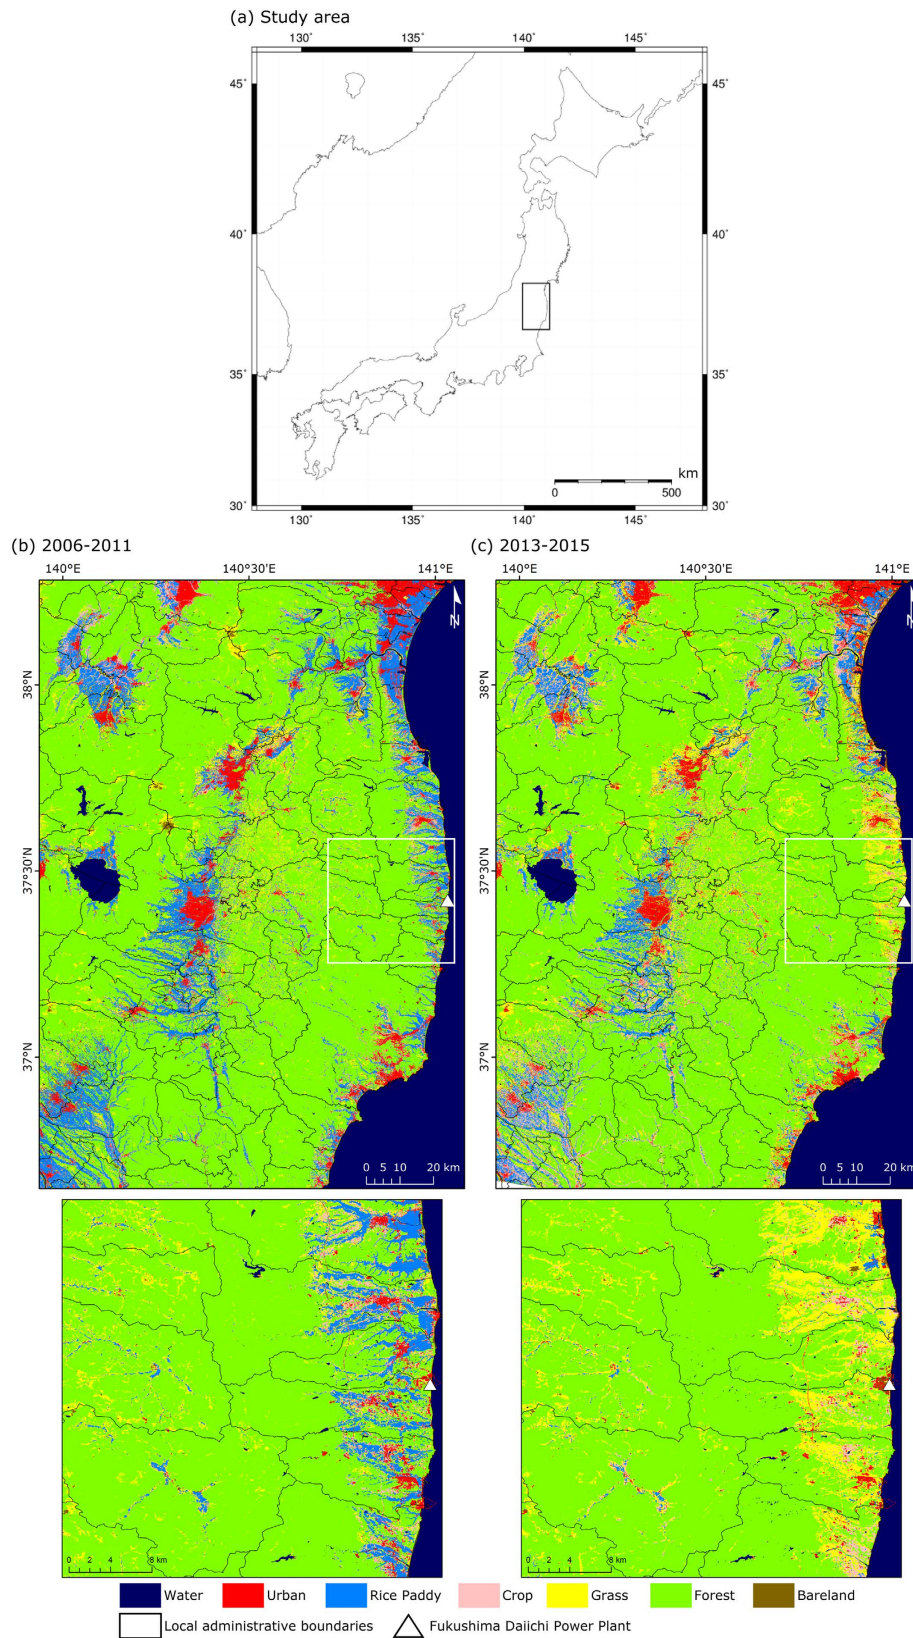 (a) Study area
130° 135° 140° 145°
45° 45°
40° 40°
35° 35°
km
0 500
30° 30°
130° 135° 140° 145°
(b) 2006-2011 (c) 2013-2015
140°E 140°30'E 141°E 140°E 140°30'E 141°E
N N
38°N 38°N
37°30'N 37°30'N
37°N 37°N
0 5 10 20 km 0 5 10 20 km
0 2 4 8 km 0 2 4 8 km
Water Urban Rice Paddy Crop Grass Forest Bareland
Local administrative boundaries Fukushima Daiichi Power Plant